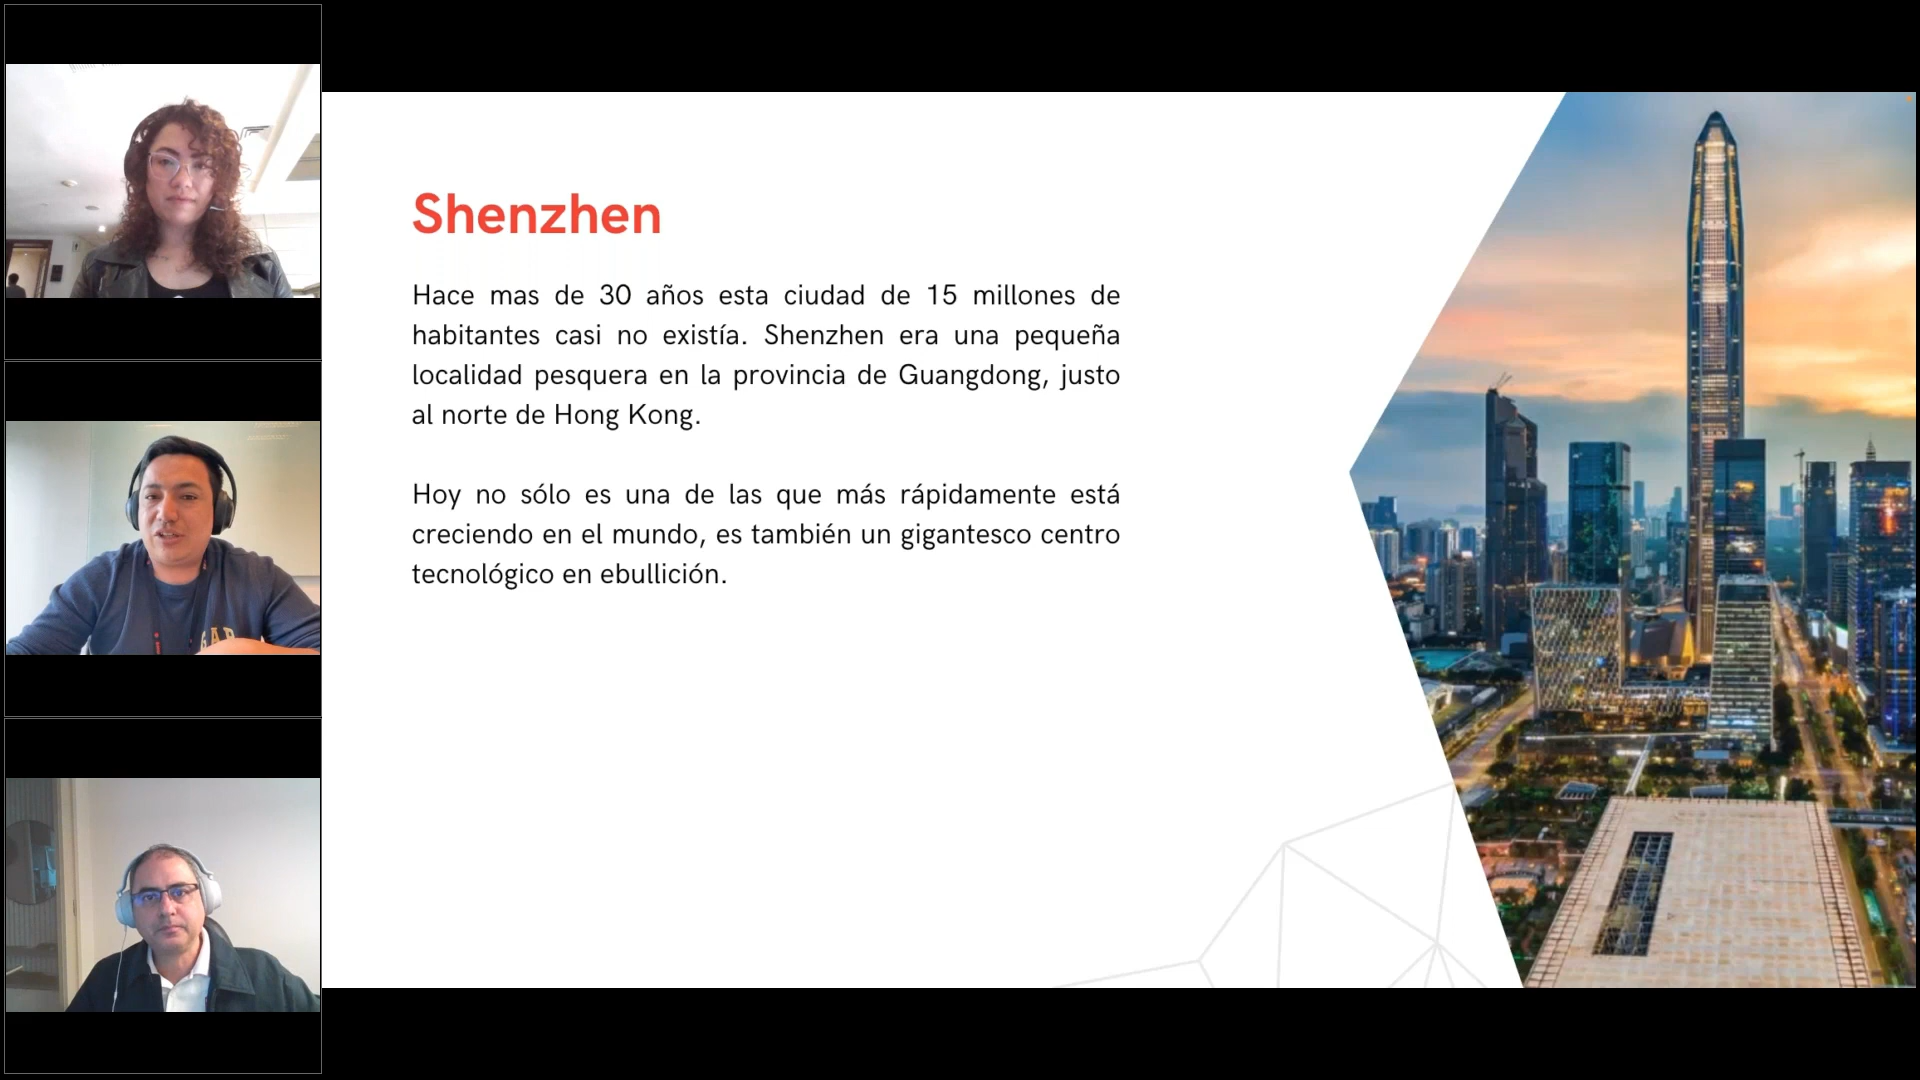 Shenzhen
Hace mas de 30 años esta ciudad de 15 millones de
habitantes casi no existía. Shenzhen era una pequeña
localidad pesquera en la provincia de Guangdong, justo
al norte de Hong Kong.
Hoy no sólo es una de las que más rápidamente está
creciendo en el mundo, es también un gigantesco centro
tecnológico en ebullición.
GAP